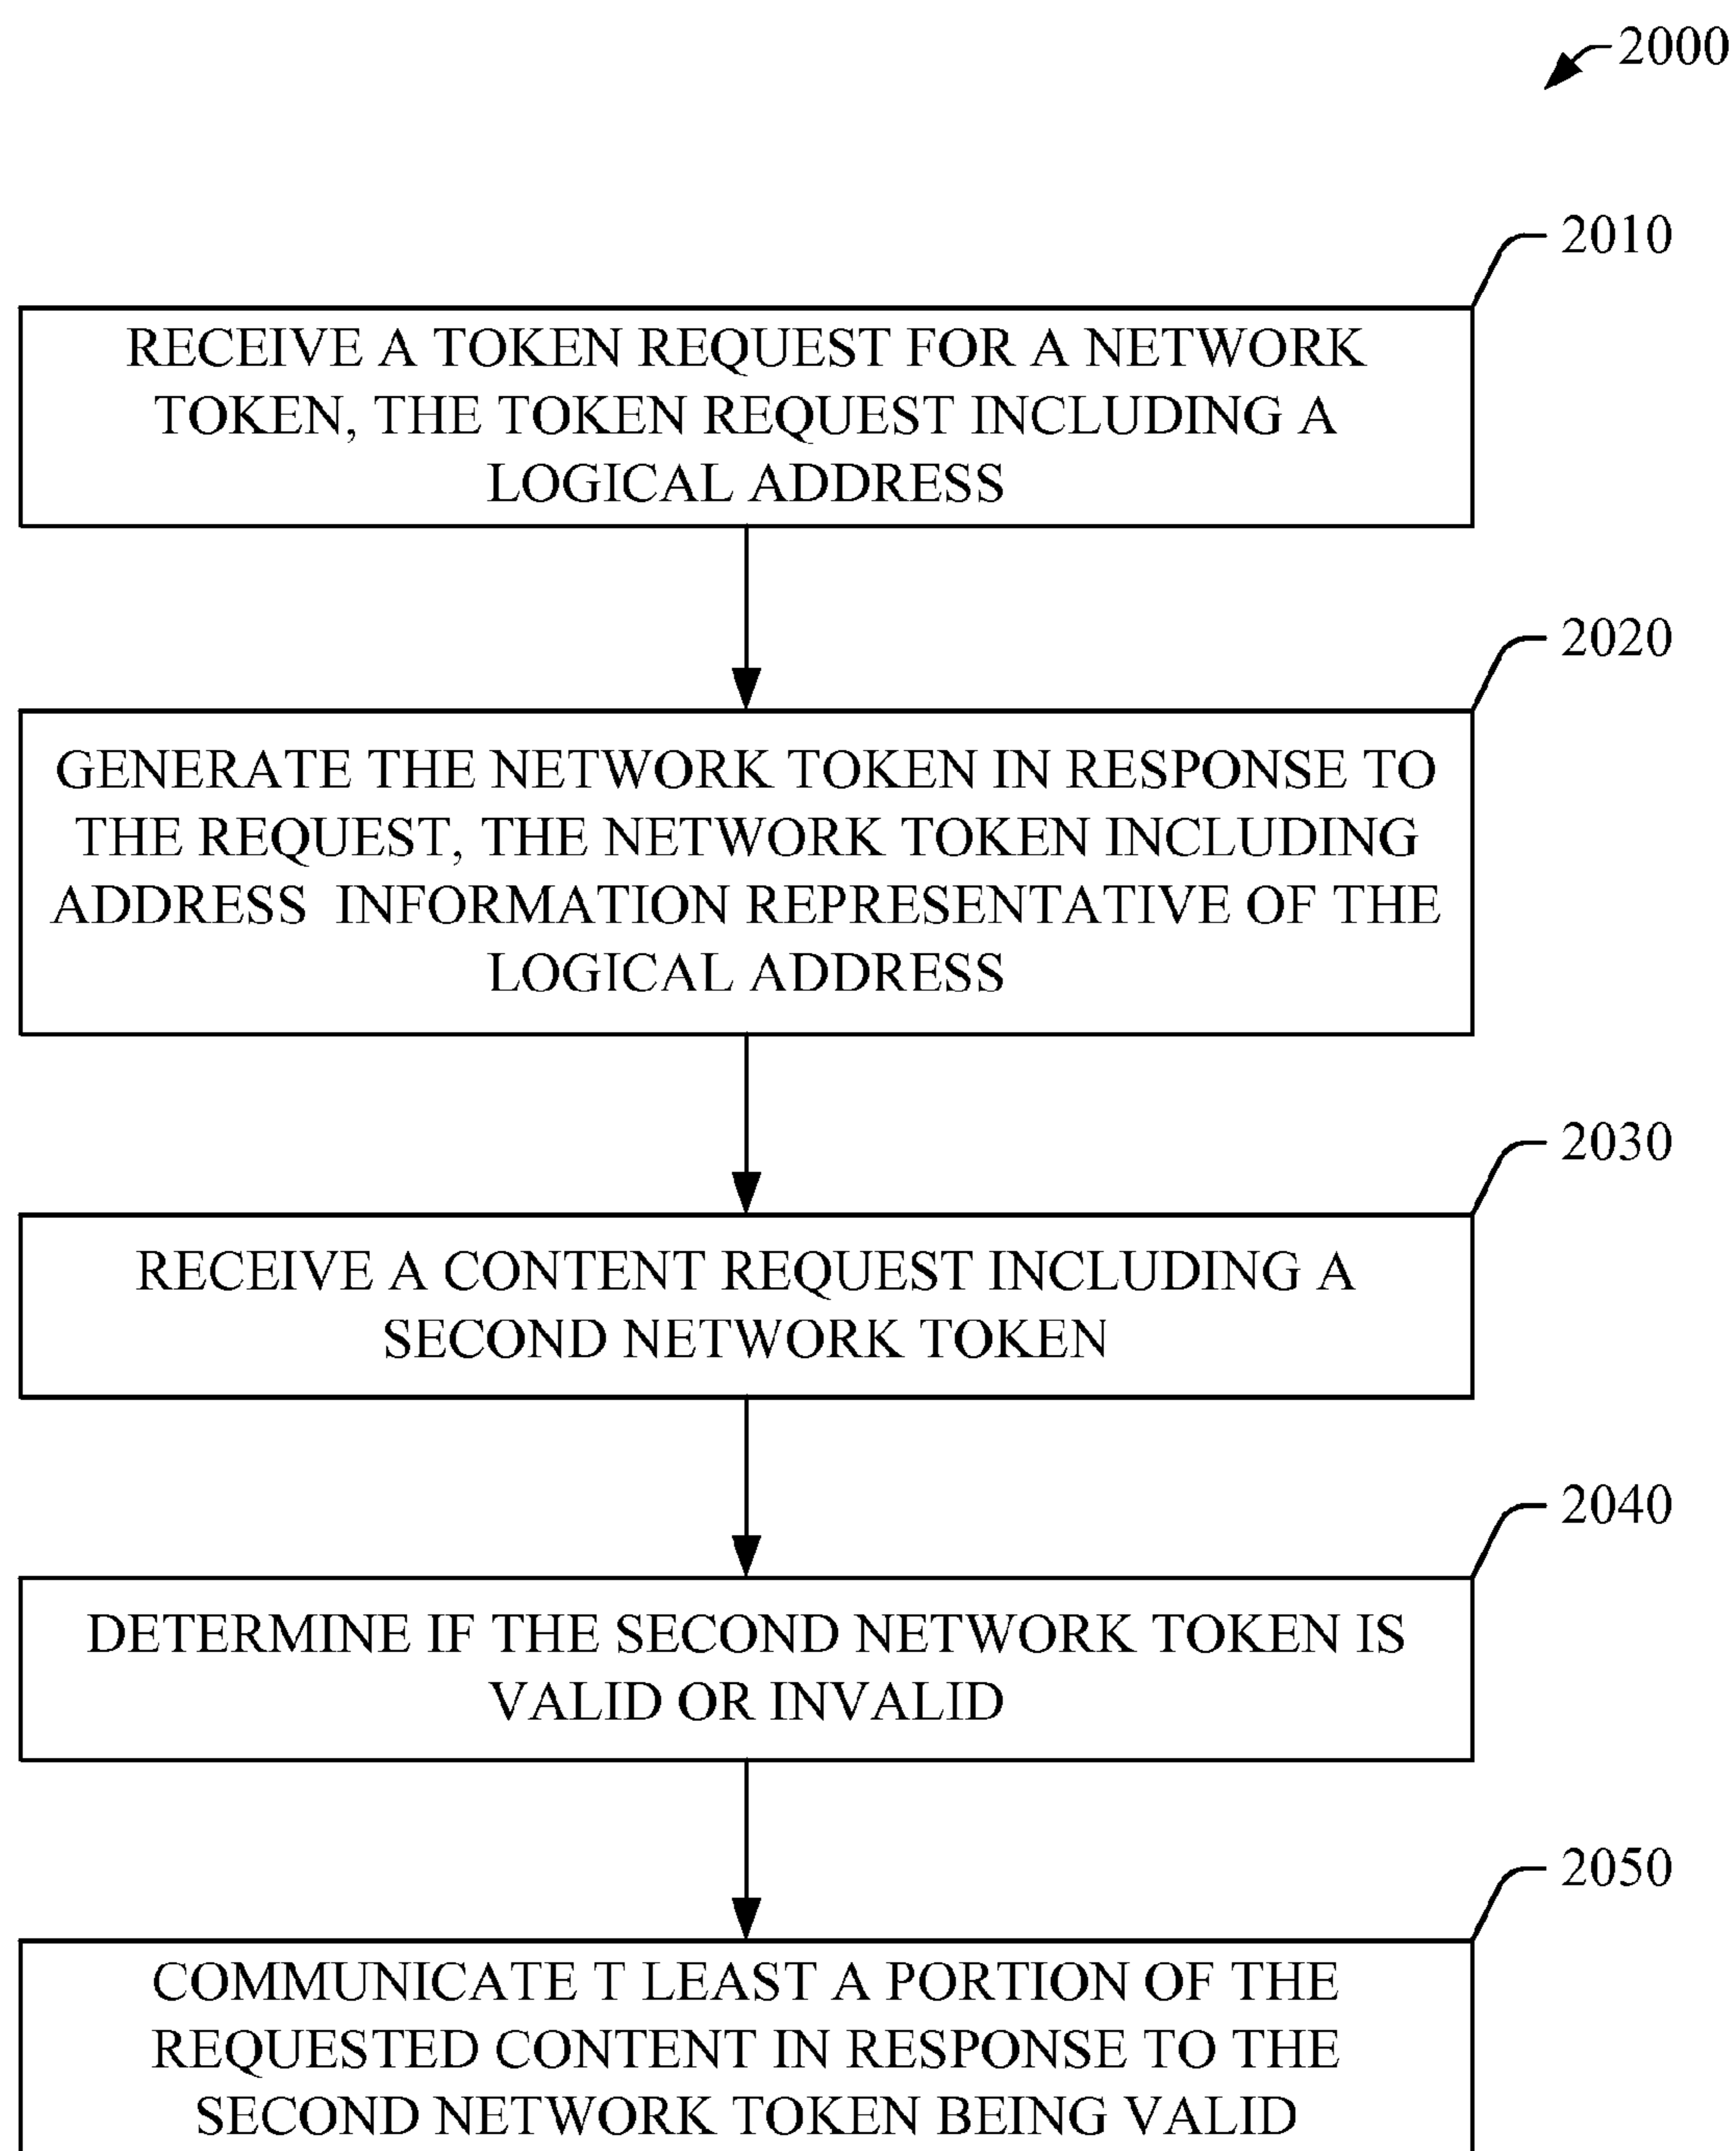 2000
2010
RECEIVE A TOKEN REQUEST FOR A NETWORK
TOKEN, THE TOKEN REQUEST INCLUDING A
LOGICAL ADDRESS
2020
GENERATE THE NETWORK TOKEN IN RESPONSE TO
THE REQUEST, THE NETWORK TOKEN INCLUDING
ADDRESS INFORMATION REPRESENTATIVE OF THE
LOGICAL ADDRESS
2030
RECEIVE A CONTENT REQUEST INCLUDING A
SECOND NETWORK TOKEN
2040
DETERMINE IF THE SECOND NETWORK TOKEN IS
VALID OR INVALID
2050
COMMUNICATE T LEAST A PORTION OF THE
REQUESTED CONTENT IN RESPONSE TO THE
SECOND NETWORK TOKEN BEING VALID